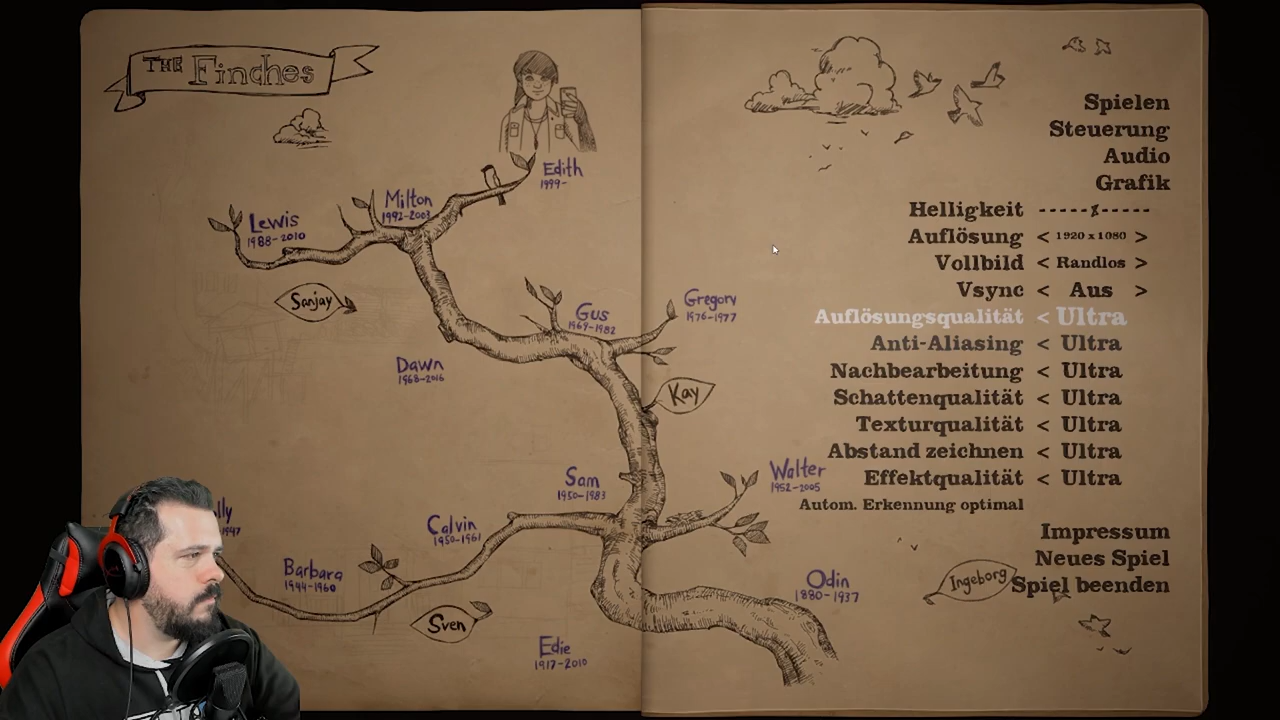 THE Finches
Edith
1999-
Milton
1992-2003
Lewis
1988-2010
Sanjay
Gregory
1976-1977
Gus
1969-1982
Dawn
1968-2016
Kay
Sam
1950-1983
Walter
1952-2005
Calvin
1950-1961
Barbara
1944-1960
Sven
Odin
1880-1937
Edie
1917-2010
Ingeborg
Spielen
Steuerung
Audio
Grafik
Helligkeit
Auflösung < 1920 x 1080 >
Vollbild < Randlos >
Vsync < Aus >
Auflösungsqualität < Ultra
Anti-Aliasing < Ultra
Nachbearbeitung < Ultra
Schattenqualität < Ultra
Texturqualität < Ultra
Abstand zeichnen < Ultra
Effektqualität < Ultra
Autom. Erkennung optimal
Impressum
Neues Spiel
Spiel beenden